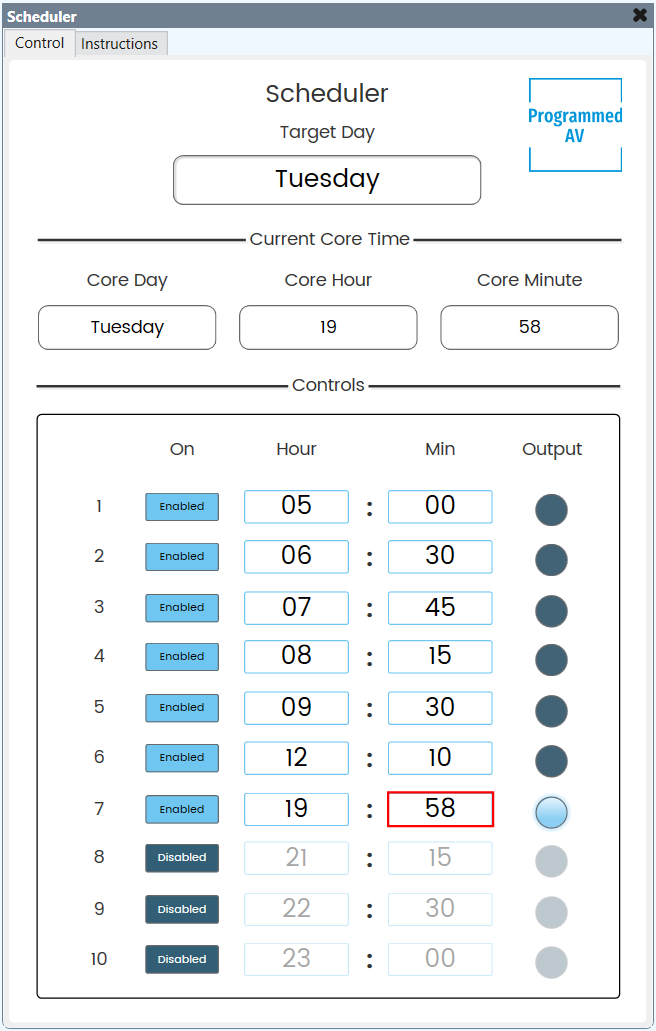 Scheduler
Control Instructions
Scheduler
Target Day
Programmed
AV
Tuesday
Current Core Time
Core Day Core Hour Core Minute
Tuesday 19 58
Controls
On Hour Min Output
1 Enabled 05 : 00
2 Enabled 06 : 30
3 Enabled 07 : 45
4 Enabled 08 : 15
5 Enabled 09 : 30
6 Enabled 12 : 10
7 Enabled 19 : 58
8 Disabled 21 : 15
9 Disabled 22 : 30
10 Disabled 23 : 00